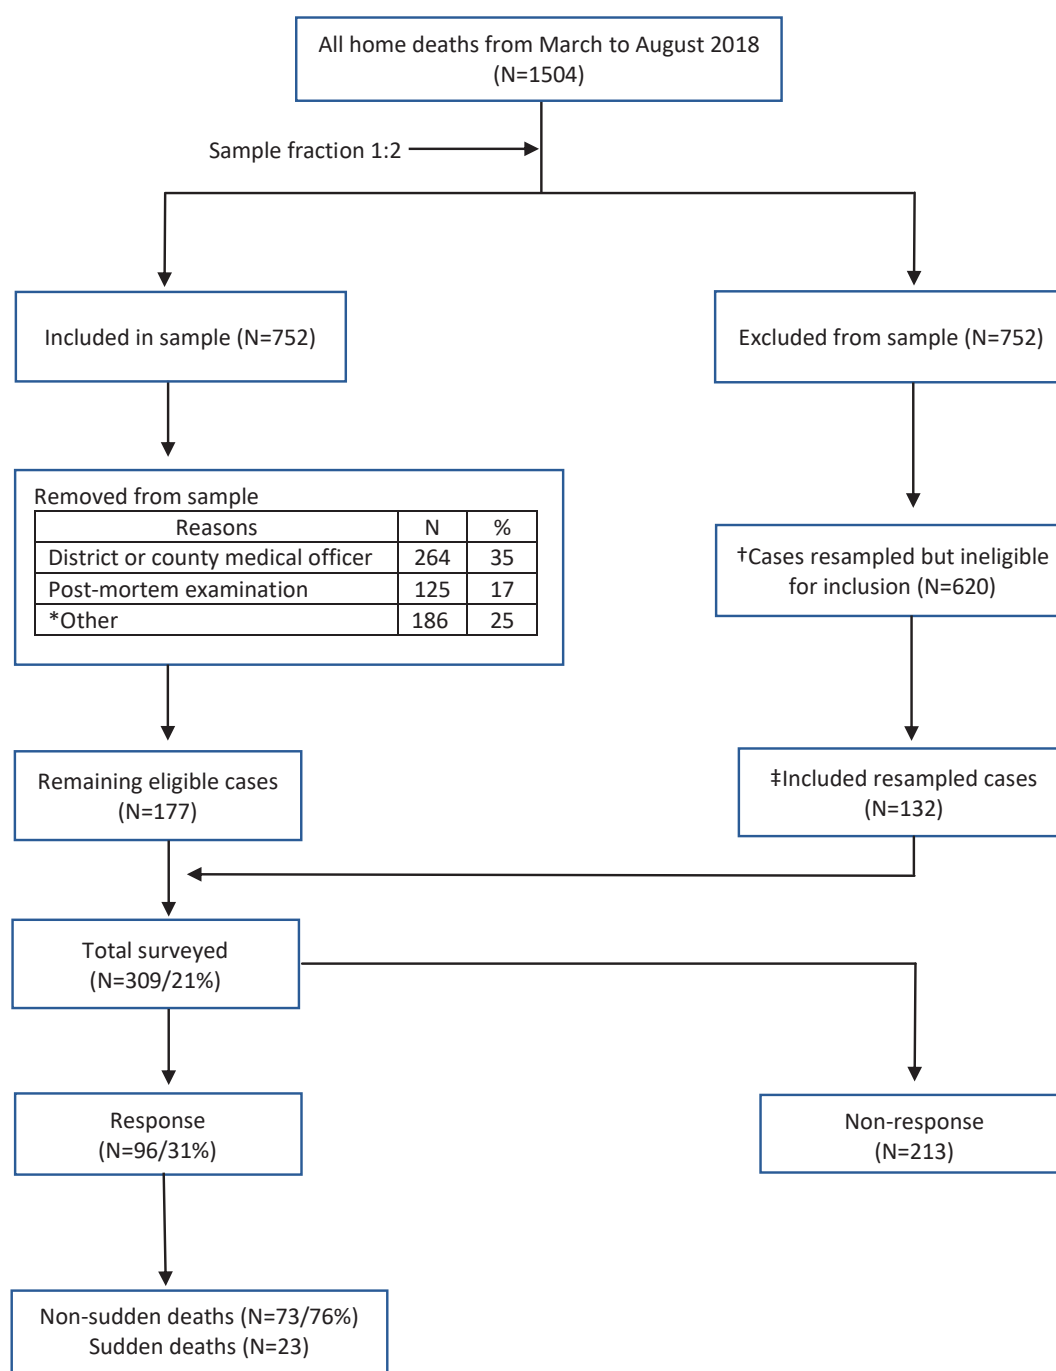 All home deaths from March to August 2018
(N=1504)
Sample fraction 1:2
Included in sample (N=752)
Excluded from sample (N=752)
Removed from sample
Reasons N %
District or county medical officer 264 35
Post-mortem examination 125 17
*Other 186 25
†Cases resampled but ineligible
for inclusion (N=620)
Remaining eligible cases
(N=177)
‡Included resampled cases
(N=132)
Total surveyed
(N=309/21%)
Response
(N=96/31%)
Non-response
(N=213)
Non-sudden deaths (N=73/76%)
Sudden deaths (N=23)